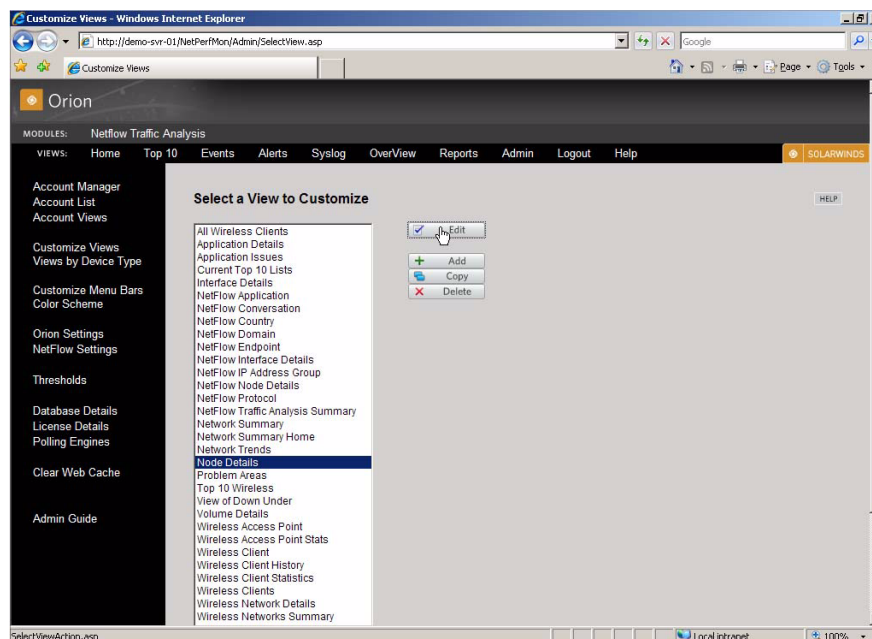 Customize Views - Windows Internet Explorer
http://demo-svr-01/NetPerfMon/Admin/SelectView.asp
Google
Customize Views
Page
Tools
Orion
MODULES: Netflow Traffic Analysis
VIEWS: Home Top 10 Events Alerts Syslog OverView Reports Admin Logout Help
SOLARWINDS
Account Manager
Account List
Account Views
Customize Views
Views by Device Type
Customize Menu Bars
Color Scheme
Orion Settings
NetFlow Settings
Thresholds
Database Details
License Details
Polling Engines
Clear Web Cache
Admin Guide
Select a View to Customize
HELP
All Wireless Clients
Application Details
Application Issues
Current Top 10 Lists
Interface Details
NetFlow Application
NetFlow Conversation
NetFlow Country
NetFlow Domain
NetFlow Endpoint
NetFlow Interface Details
NetFlow IP Address Group
NetFlow Node Details
NetFlow Protocol
NetFlow Traffic Analysis Summary
Network Summary
Network Summary Home
Network Trends
Node Details
Problem Areas
Top 10 Wireless
View of Down Under
Volume Details
Wireless Access Point
Wireless Access Point Stats
Wireless Client
Wireless Client History
Wireless Client Statistics
Wireless Clients
Wireless Network Details
Wireless Networks Summary
Edit
Add
Copy
Delete
SelectViewAction.asp
Local intranet
100%